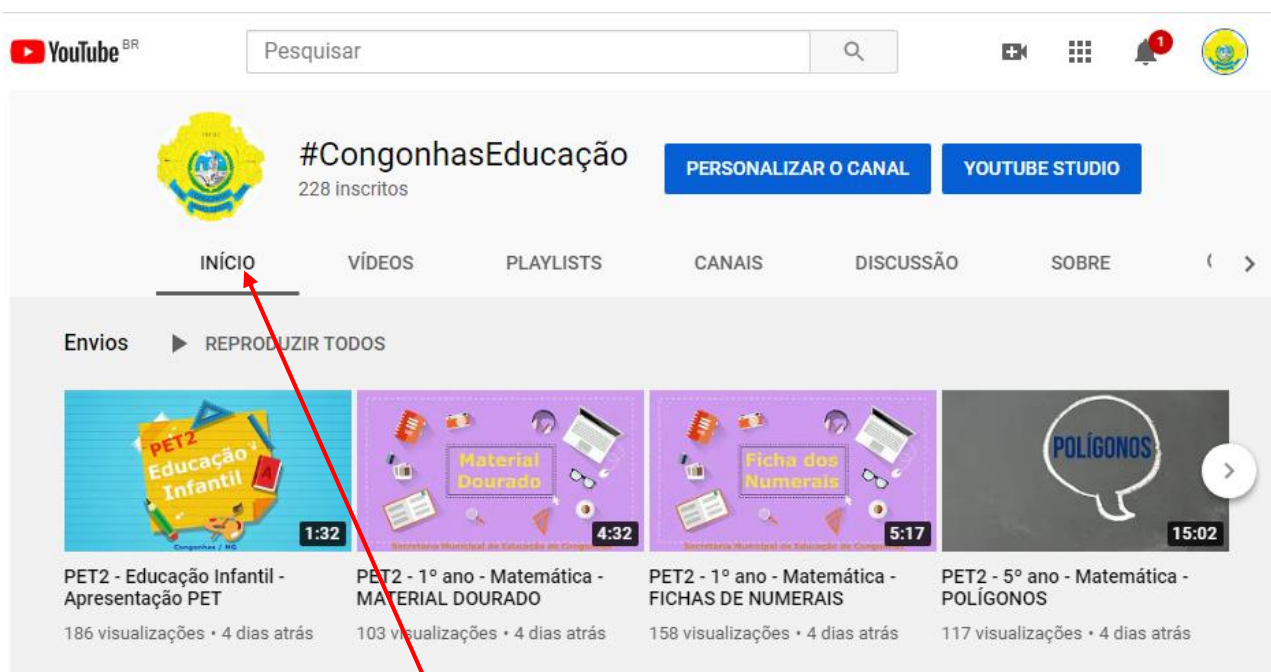 YouTube BR
Pesquisar
1
#CongonhasEducação
228 inscritos
PERSONALIZAR O CANAL
YOUTUBE STUDIO
INÍCIO VÍDEOS PLAYLISTS CANAIS DISCUSSÃO SOBRE
Envios REPRODUZIR TODOS
PET2
Educação
Infantil
A
Congonhas / MG
1:32
Material
Dourado
4:32
Secretaria Municipal de Educação de Congonhas
Ficha dos
Numerais
5:17
Secretaria Municipal de Educação de Congonhas
POLÍGONOS
15:02
PET2 - Educação Infantil -
Apresentação PET
186 visualizações • 4 dias atrás
PET2 - 1º ano - Matemática -
MATERIAL DOURADO
103 visualizações • 4 dias atrás
PET2 - 1º ano - Matemática -
FICHAS DE NUMERAIS
158 visualizações • 4 dias atrás
PET2 - 5º ano - Matemática -
POLÍGONOS
117 visualizações • 4 dias atrás